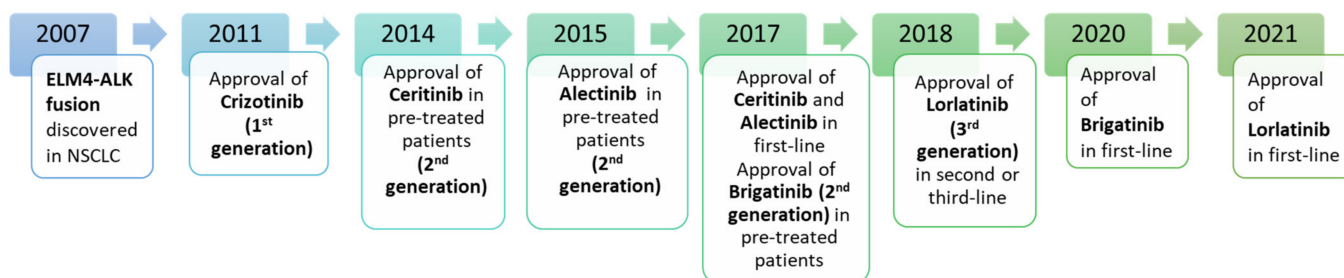 2007
ELM4-ALK
fusion
discovered
in NSCLC
2011
Approval of
Crizotinib
(1st
generation)
2014
Approval of
Ceritinib in
pre-treated
patients
(2nd
generation)
2015
Approval of
Alectinib in
pre-treated
patients
(2nd
generation)
2017
Approval of
Ceritinib and
Alectinib in
first-line
Approval of
Brigatinib (2nd
generation) in
pre-treated
patients
2018
Approval of
Lorlatinib (3rd
generation)
in second or
third-line
2020
Approval
of
Brigatinib
in first-line
2021
Approval
of
Lorlatinib
in first-line